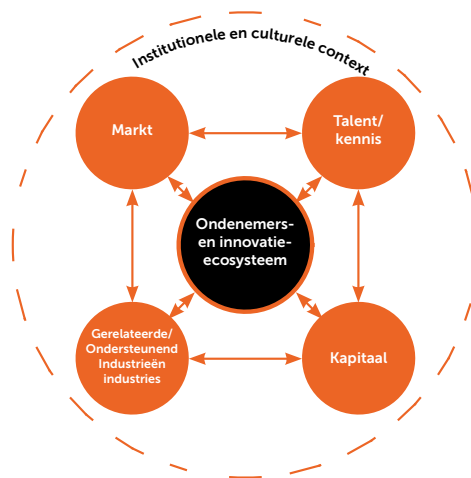 Institutionele en culturele context
Markt
Talent/
kennis
Ondenemers-
en innovatie-
ecosysteem
Gerelateerde/
Ondersteunend
Industrieën
industries
Kapitaal